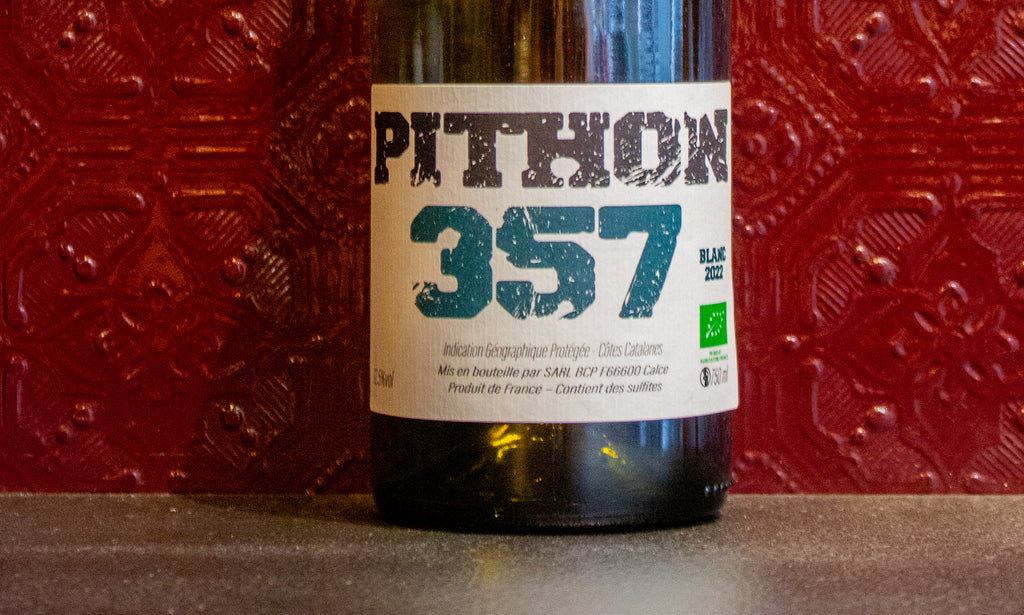 PITHON
357
BLANC
2022
Indication Géographique Protégée - Côtes Catalanes
Mis en bouteille par SARL BCP F66600 Calce
Produit de France – Contient des sulfites
750 ml